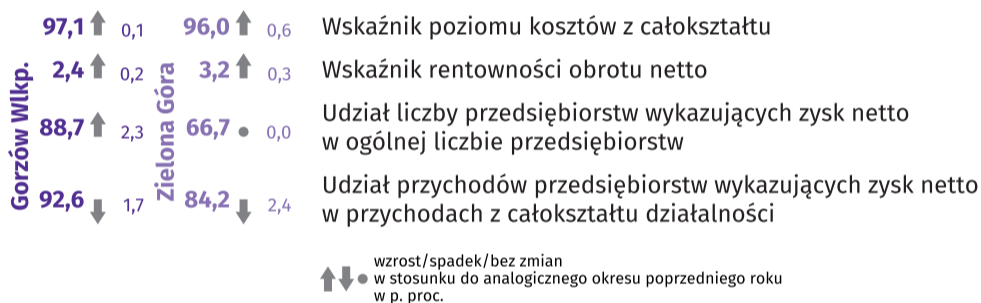 Gorzów Wlkp.
Zielona Góra
97,1 0,1 96,0 0,6 Wskaźnik poziomu kosztów z całokształtu
2,4 0,2 3,2 0,3 Wskaźnik rentowności obrotu netto
88,7 2,3 66,7 0,0 Udział liczby przedsiębiorstw wykazujących zysk netto
w ogólnej liczbie przedsiębiorstw
92,6 1,7 84,2 2,4 Udział przychodów przedsiębiorstw wykazujących zysk netto
w przychodach z całokształtu działalności
wzrost/spadek/bez zmian
w stosunku do analogicznego okresu poprzedniego roku
w p. proc.